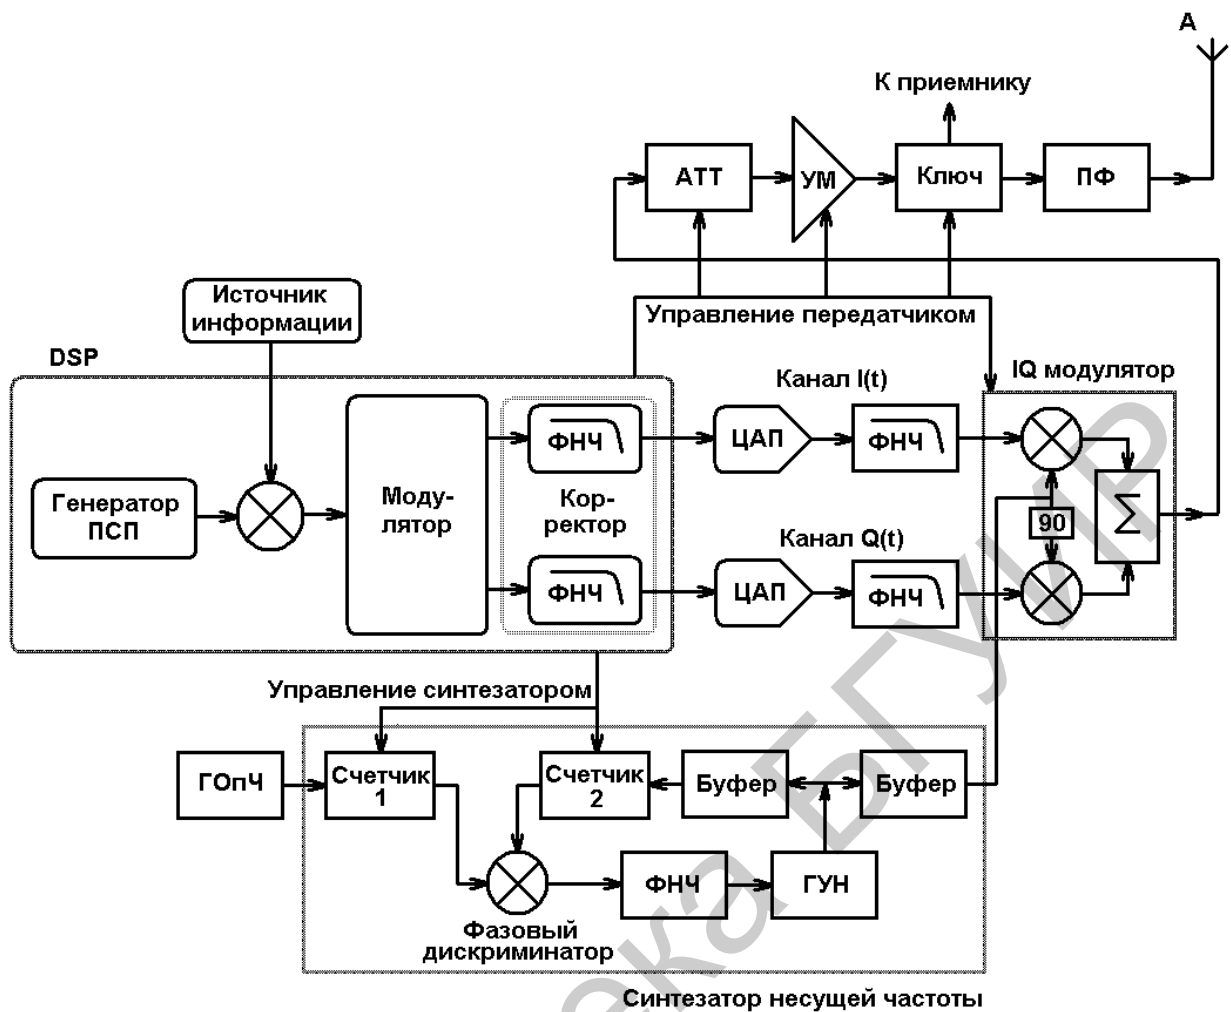 А
К приемнику
АТТ
УМ
Ключ
ПФ
Источник
информации
Управление передатчиком
DSP
Канал I(t)
IQ модулятор
ФНЧ
ЦАП
ФНЧ
Генератор
ПСП
Моду-
лятор
Кор-
ректор
Канал Q(t)
90
Σ
ФНЧ
ЦАП
ФНЧ
Управление синтезатором
ГОпЧ
Счетчик
1
Счетчик
2
Буфер
Буфер
ФНЧ
ГУН
Фазовый
дискриминатор
Синтезатор несущей частоты
ека БГУИР